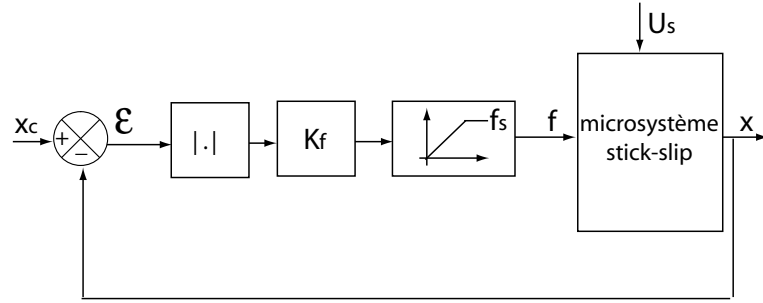 Us
xc
+
−
ε
|.|
Kf
fs
f
microsystème
stick-slip
x